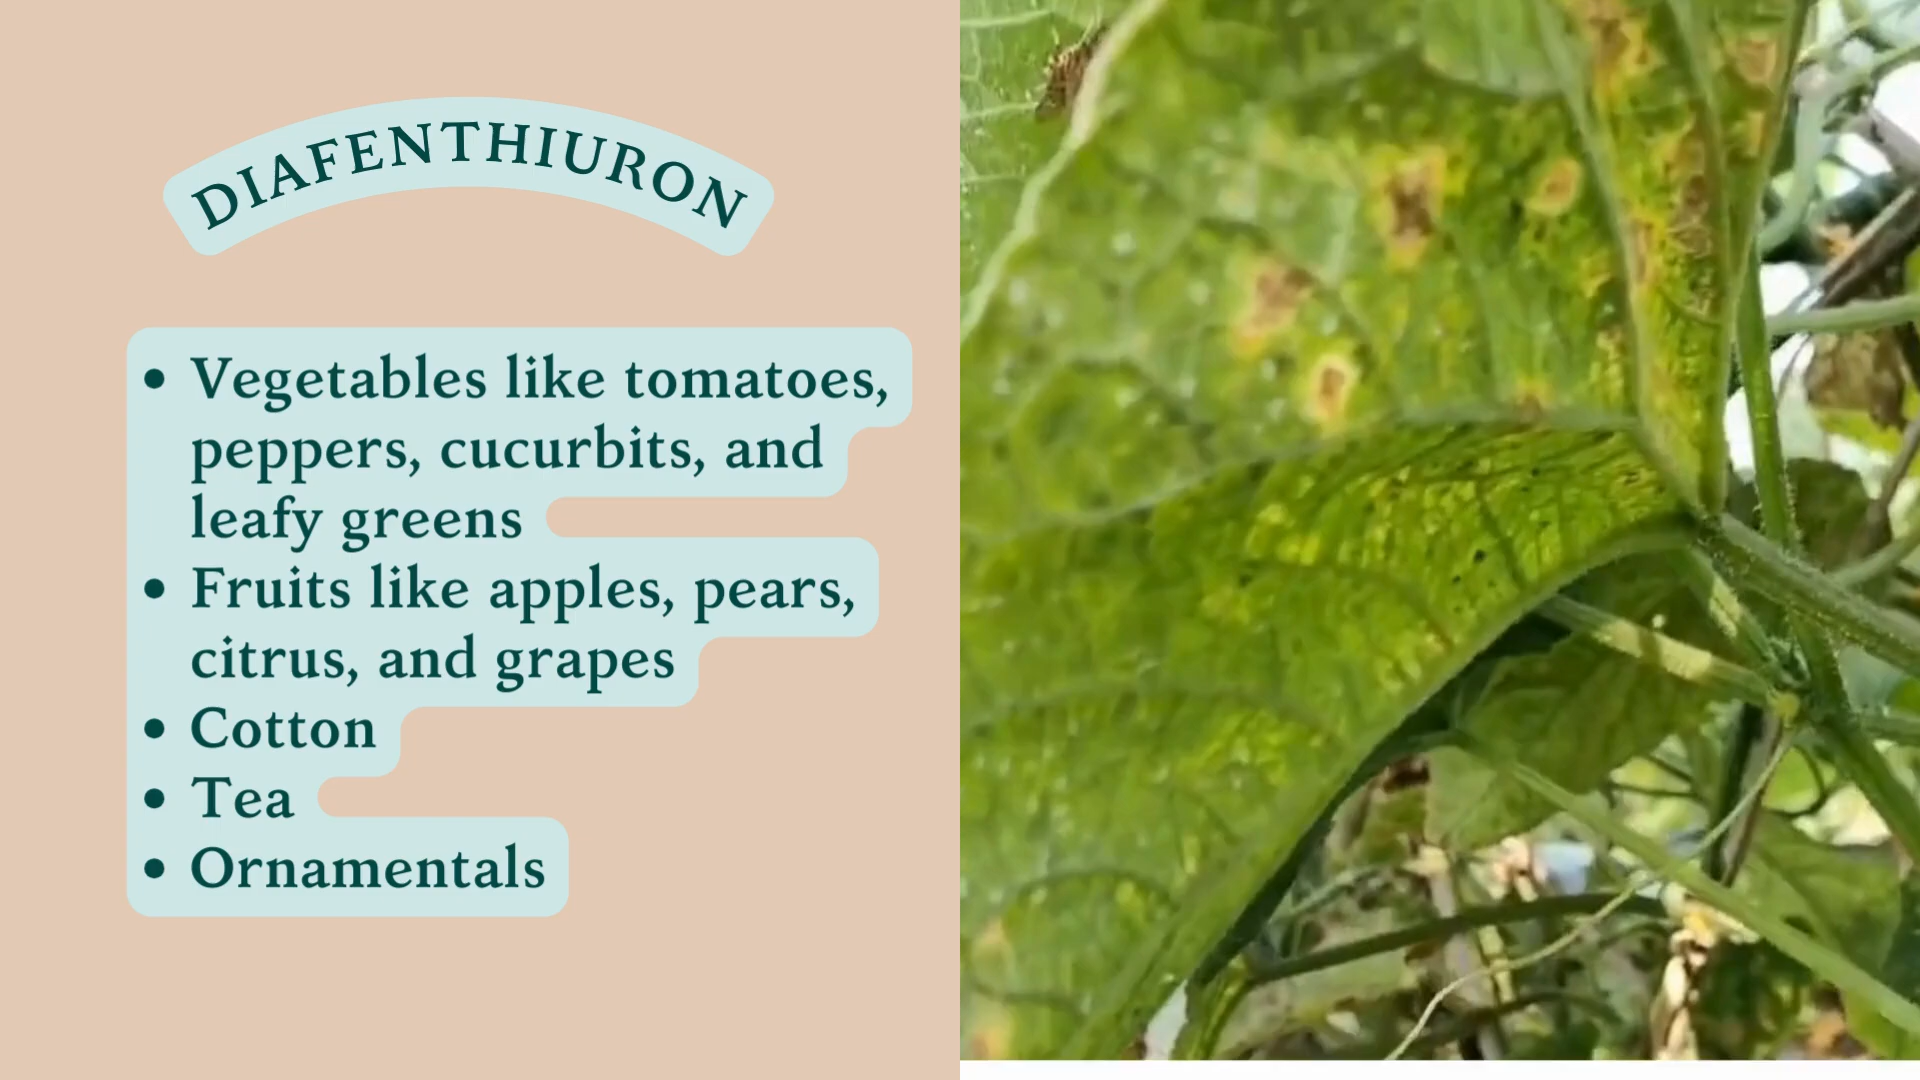 DIAFENTHIURON
• Vegetables like tomatoes,
peppers, cucurbits, and
leafy greens
• Fruits like apples, pears,
citrus, and grapes
• Cotton
• Tea
• Ornamentals